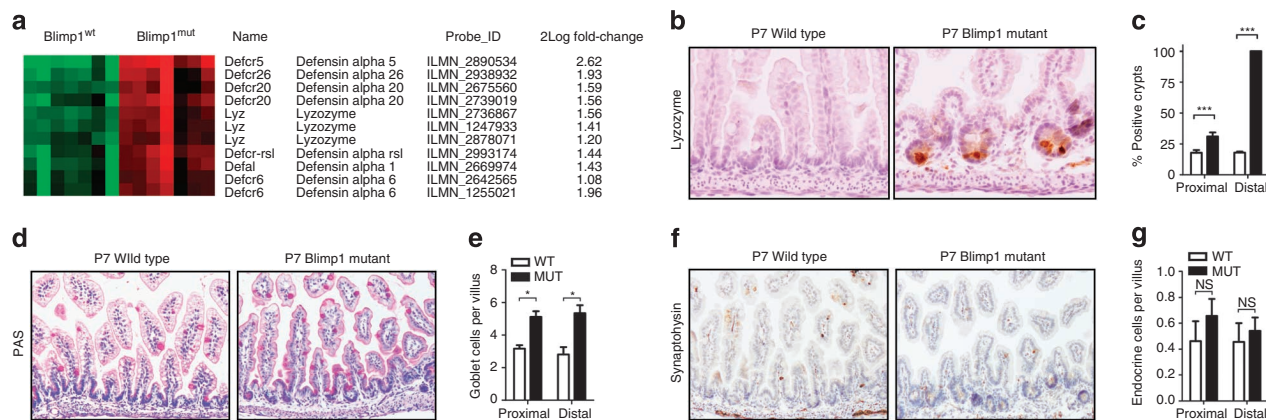 a
Blimp1wt Blimp1mut Name Probe_ID 2Log fold-change
Defcr5 Defensin alpha 5 ILMN_2890534 2.62
Defcr26 Defensin alpha 26 ILMN_2938932 1.93
Defcr20 Defensin alpha 20 ILMN_2675560 1.59
Defcr20 Defensin alpha 20 ILMN_2739019 1.56
Lyz Lyzozyme ILMN_2736867 1.56
Lyz Lyzozyme ILMN_1247933 1.41
Lyz Lyzozyme ILMN_2878071 1.20
Defcr-rsl Defensin alpha rsl ILMN_2993174 1.44
Defal Defensin alpha 1 ILMN_2669974 1.43
Defcr6 Defensin alpha 6 ILMN_2642565 1.08
Defcr6 Defensin alpha 6 ILMN_1255021 1.96
b
P7 Wild type P7 Blimp1 mutant
Lyzozyme
c
% Positive crypts
100
75
50
25
0
***
***
Proximal Distal
d
P7 WIld type P7 Blimp1 mutant
PAS
e
WT
MUT
Goblet cells per villus
8
6
4
2
0
* *
Proximal Distal
f
P7 Wild type P7 Blimp1 mutant
Synaptophysin
g
WT
MUT
Endocrine cells per villus
1.0
0.8
0.6
0.4
0.2
0.0
NS
NS
Proximal Distal